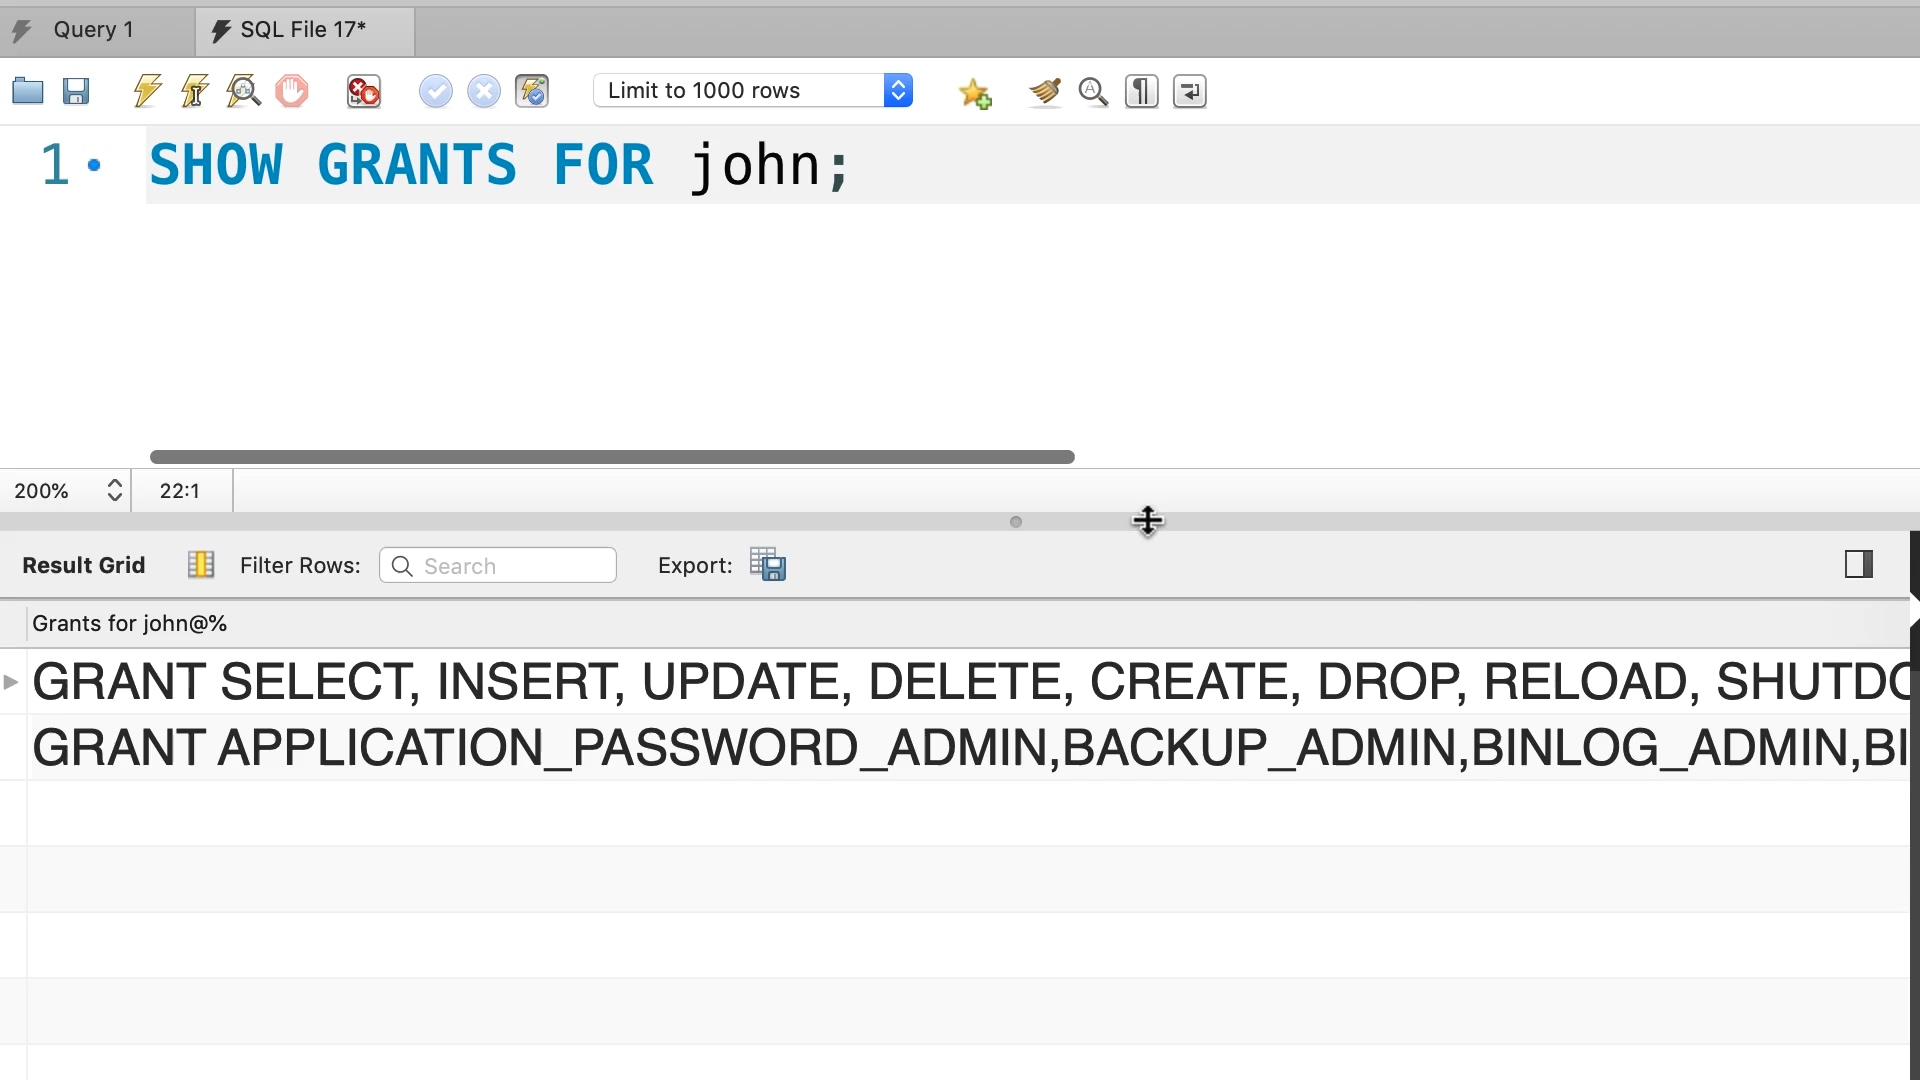 Query 1
SQL File 17*
Limit to 1000 rows
1
SHOW GRANTS FOR john;
200%
22:1
Result Grid
Filter Rows:
Search
Export:
Grants for john@%
GRANT SELECT, INSERT, UPDATE, DELETE, CREATE, DROP, RELOAD, SHUTDO
GRANT APPLICATION_PASSWORD_ADMIN,BACKUP_ADMIN,BINLOG_ADMIN,BI